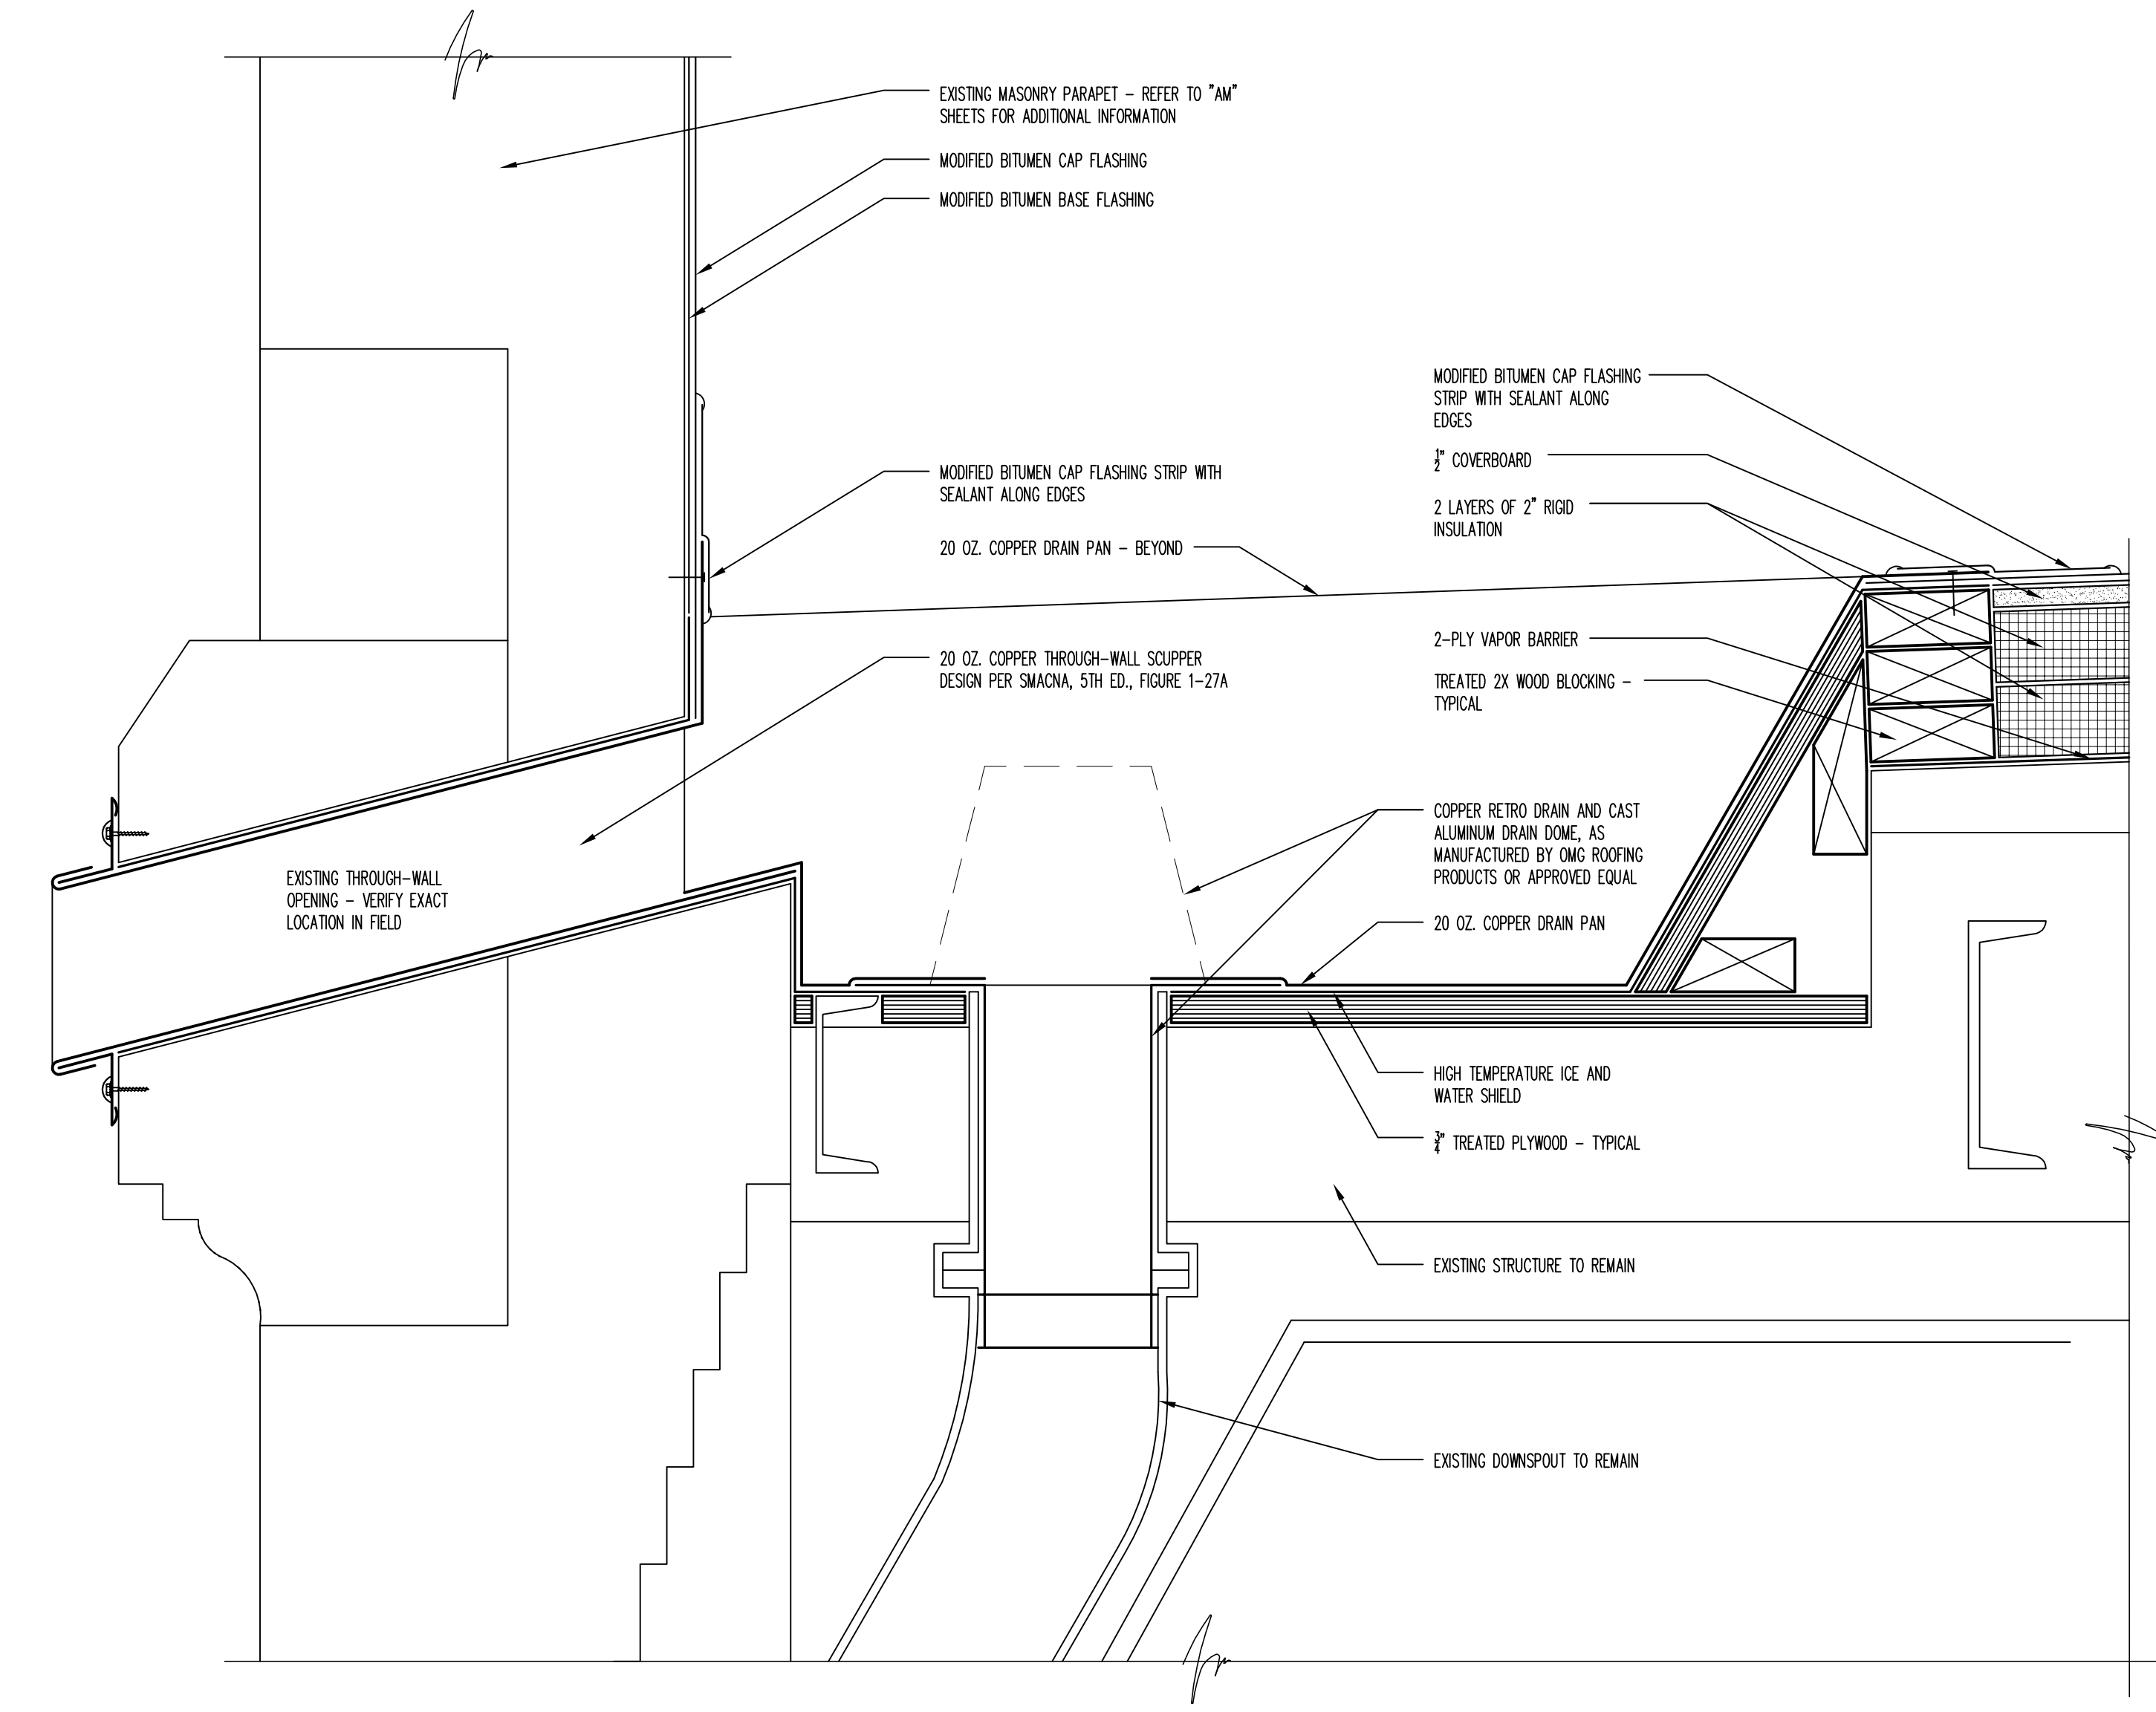 EXISTING MASONRY PARAPET – REFER TO "AM"
SHEETS FOR ADDITIONAL INFORMATION
MODIFIED BITUMEN CAP FLASHING
MODIFIED BITUMEN BASE FLASHING
MODIFIED BITUMEN CAP FLASHING STRIP WITH
SEALANT ALONG EDGES
20 OZ. COPPER DRAIN PAN – BEYOND
20 OZ. COPPER THROUGH-WALL SCUPPER
DESIGN PER SMACNA, 5TH ED., FIGURE 1-27A
EXISTING THROUGH-WALL
OPENING – VERIFY EXACT
LOCATION IN FIELD
MODIFIED BITUMEN CAP FLASHING
STRIP WITH SEALANT ALONG
EDGES
1/2" COVERBOARD
2 LAYERS OF 2" RIGID
INSULATION
2-PLY VAPOR BARRIER
TREATED 2X WOOD BLOCKING –
TYPICAL
COPPER RETRO DRAIN AND CAST
ALUMINUM DRAIN DOME, AS
MANUFACTURED BY OMG ROOFING
PRODUCTS OR APPROVED EQUAL
20 OZ. COPPER DRAIN PAN
HIGH TEMPERATURE ICE AND
WATER SHIELD
3/4" TREATED PLYWOOD – TYPICAL
EXISTING STRUCTURE TO REMAIN
EXISTING DOWNSPOUT TO REMAIN